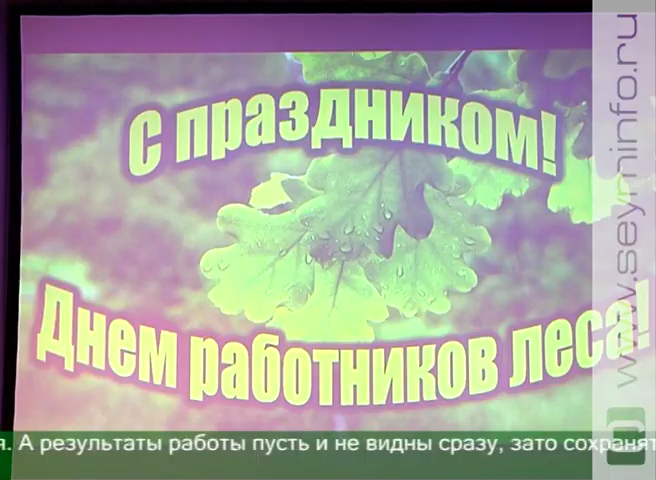 С праздником!
Днем работников леса!
я. А результаты работы пусть и не видны сразу, зато сохранят
www.seyminfo.ru